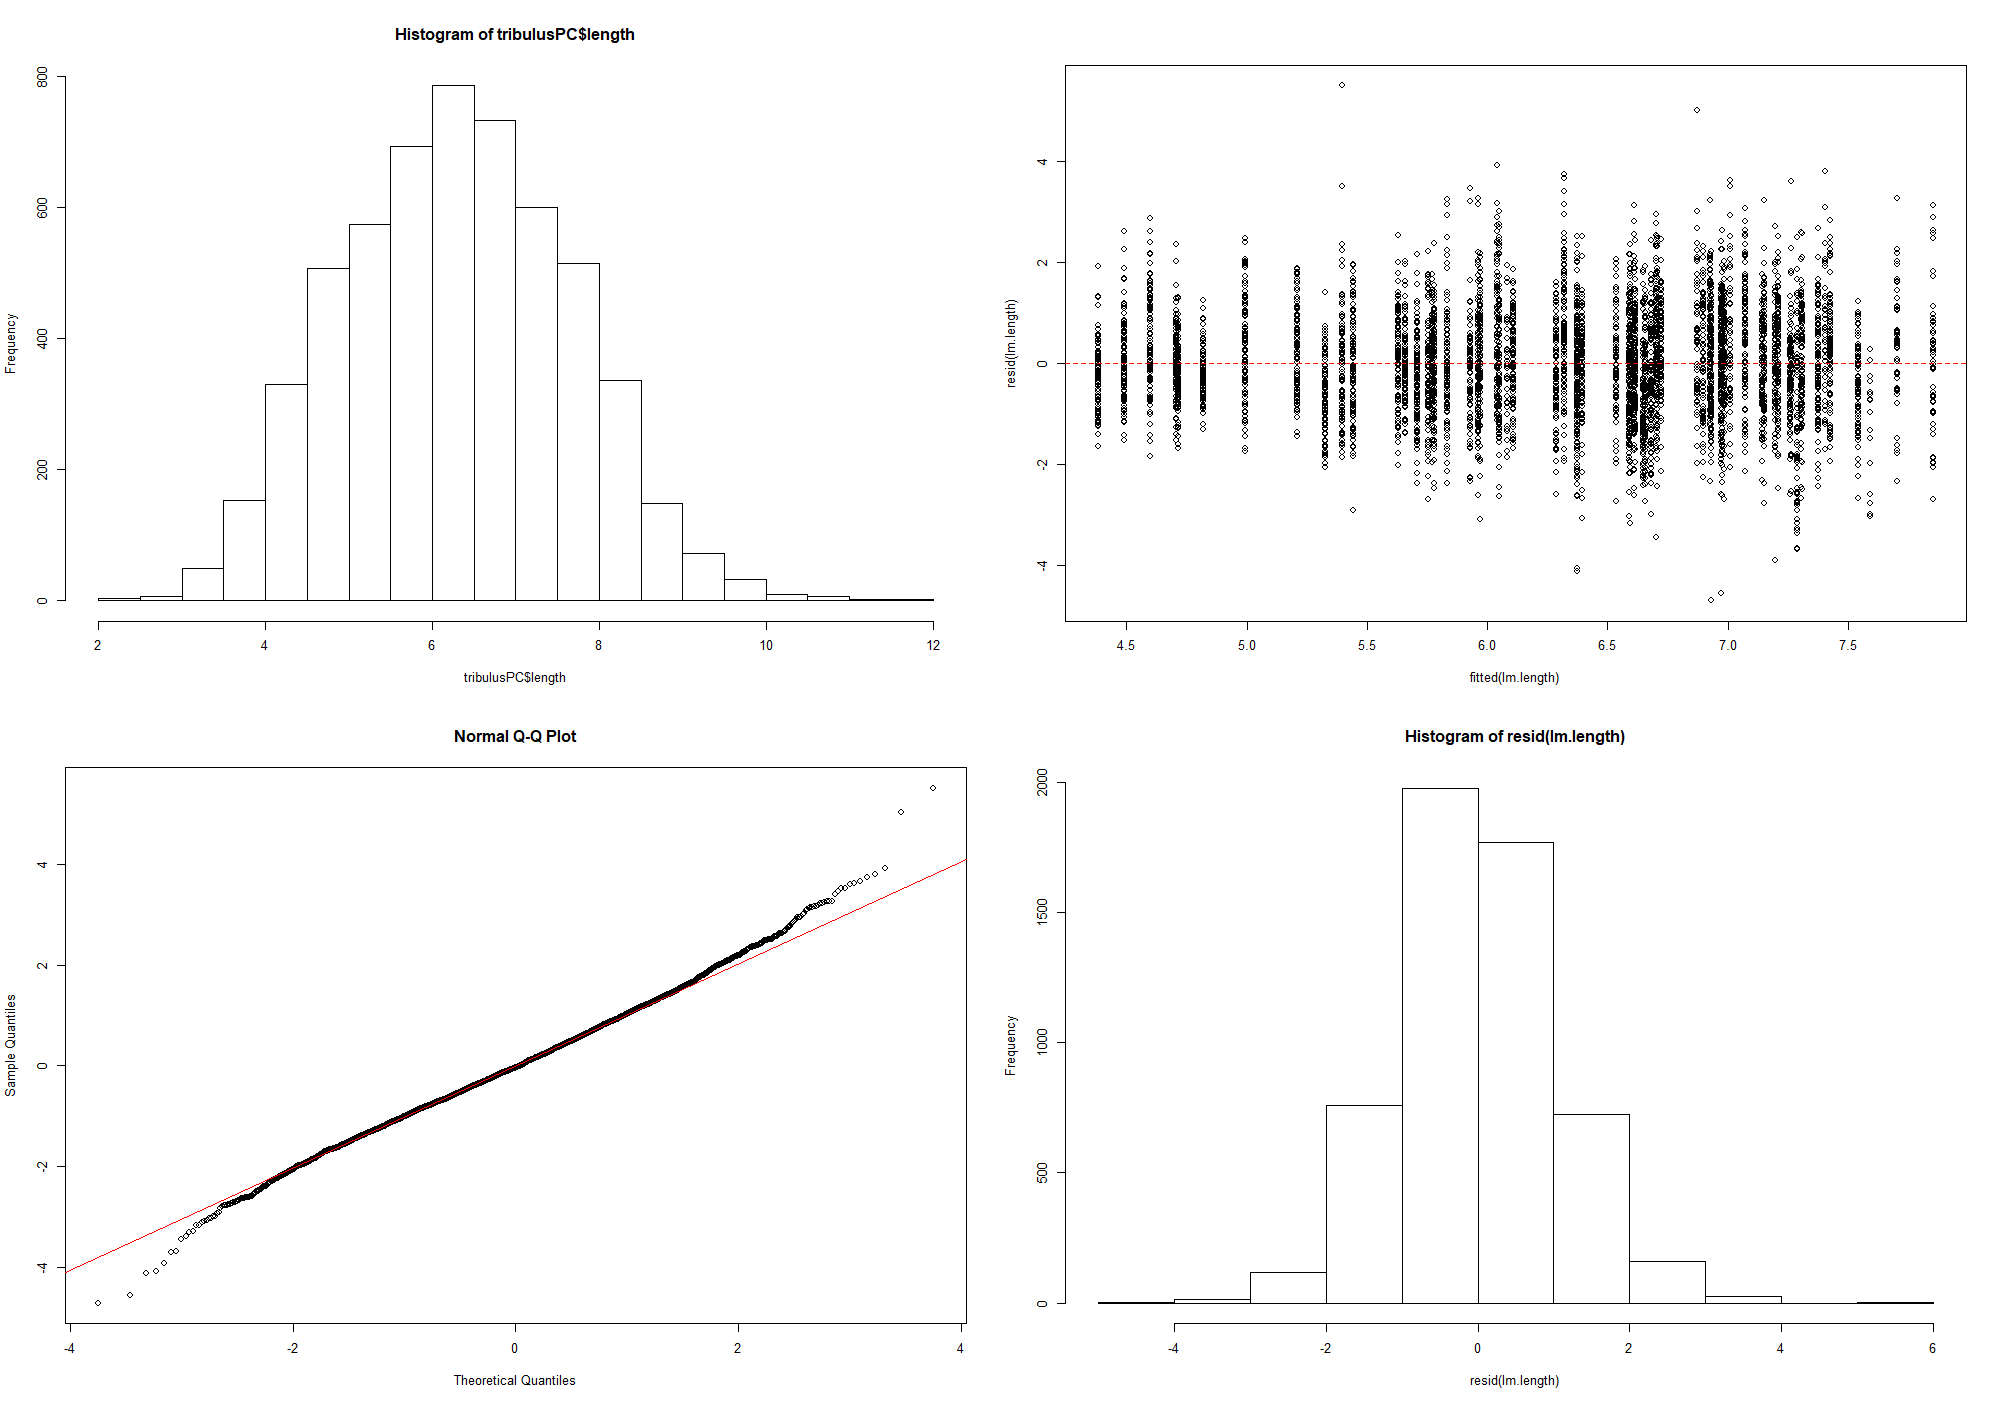 Histogram of tribulusPC$length
Frequency
800
600
400
200
0
2 4 6 8 10 12
tribulusPC$length
resid(lm.length)
4
2
0
-2
-4
4.5 5.0 5.5 6.0 6.5 7.0 7.5
fitted(lm.length)
Normal Q-Q Plot
Sample Quantiles
4
2
0
-2
-4
-4 -2 0 2 4
Theoretical Quantiles
Histogram of resid(lm.length)
Frequency
2000
1500
1000
500
0
-4 -2 0 2 4 6
resid(lm.length)